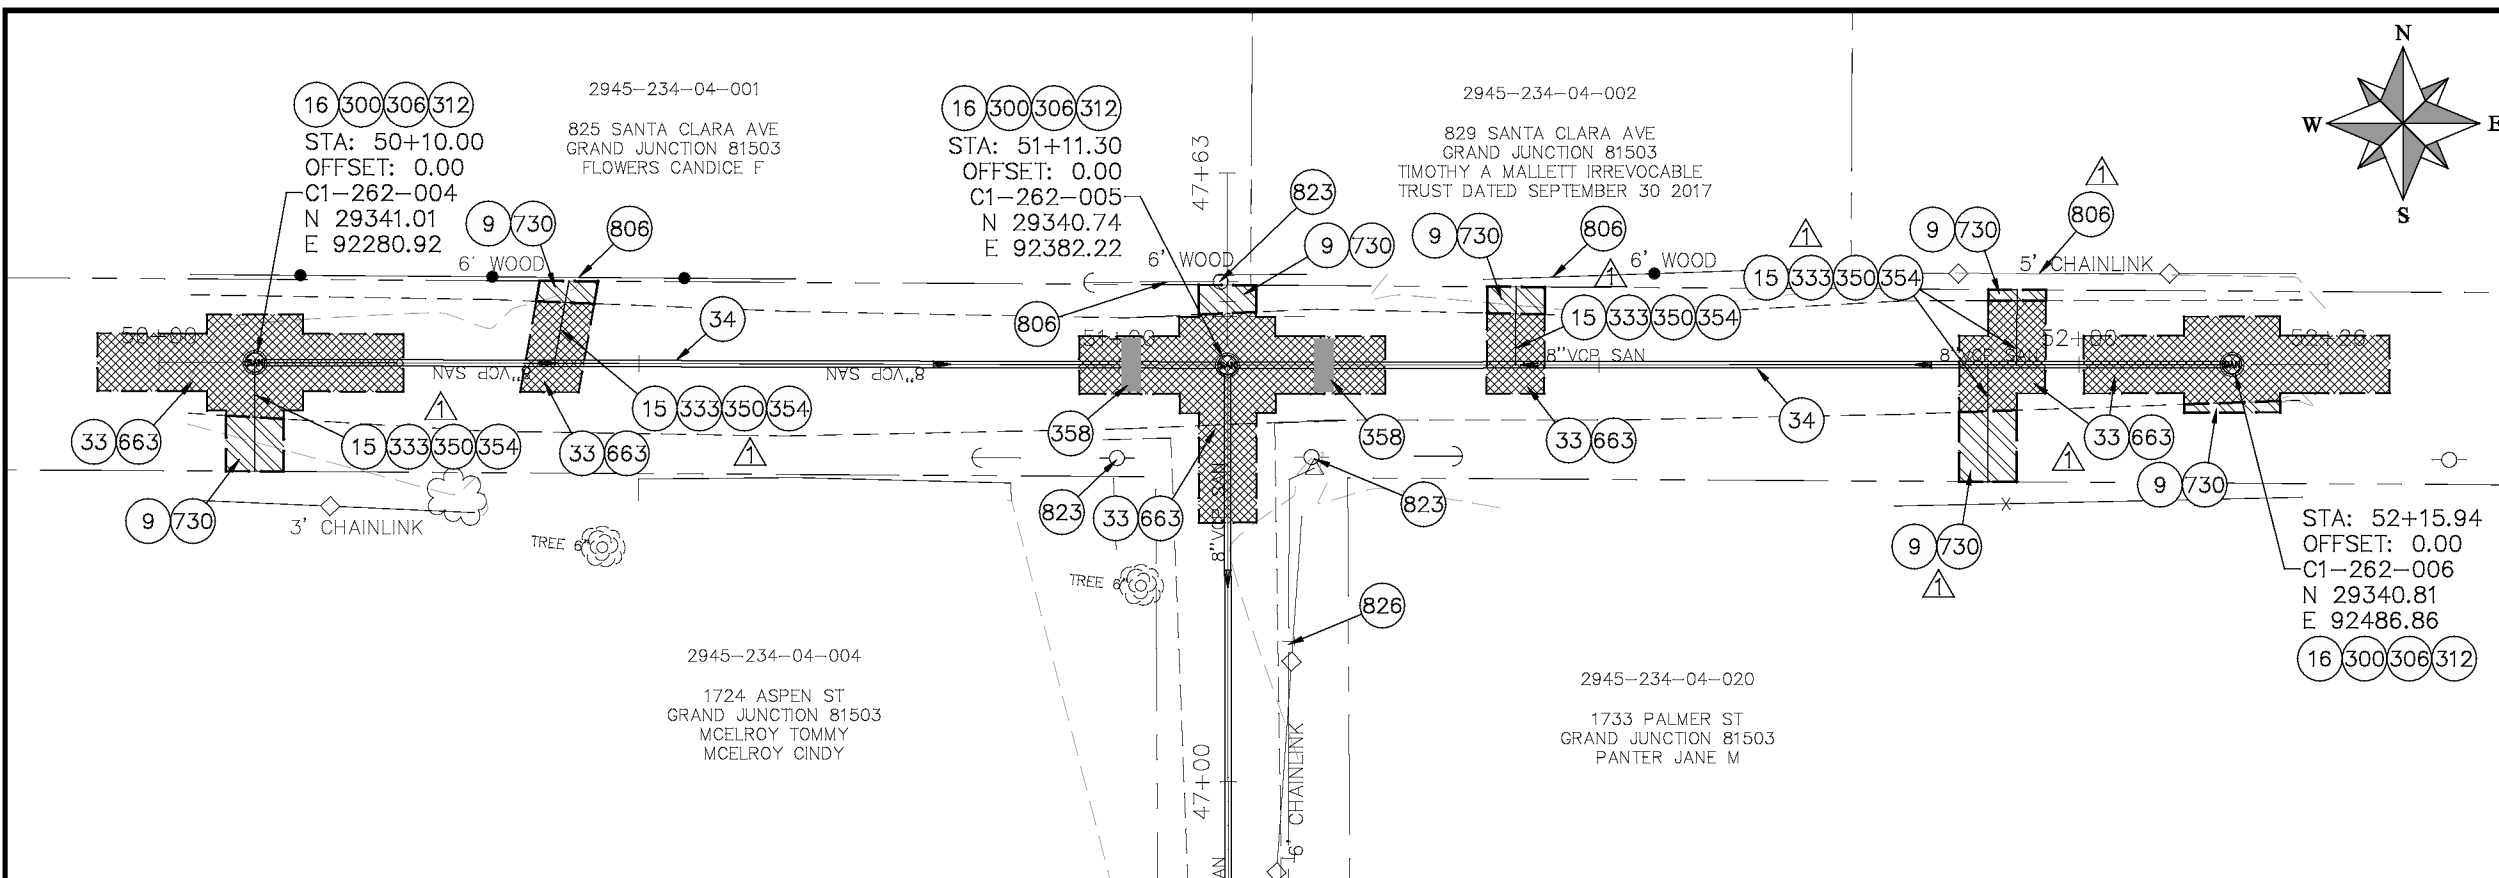 N
W E
S
16 300 306 312
STA: 50+10.00
OFFSET: 0.00
C1-262-004
N 29341.01
E 92280.92
2945-234-04-001
825 SANTA CLARA AVE
GRAND JUNCTION 81503
FLOWERS CANDICE F
16 300 306 312
STA: 51+11.30
OFFSET: 0.00
C1-262-005
N 29340.74
E 92382.22
47+63
823
2945-234-04-002
829 SANTA CLARA AVE
GRAND JUNCTION 81503
TIMOTHY A MALLETT IRREVOCABLE
TRUST DATED SEPTEMBER 30 2017
1
806
9 730
806
6' WOOD
6' WOOD
9 730
9 730
806
1
6' WOOD
1
9 730
5' CHAINLINK
15 333 350 354
34
806
15 333 350 354
50+00
51+00
52+00
52+26
8"VCP SAN
8"VCP SAN
8"VCP SAN
8"VCP SAN
15 333 350 354
1
33 663
15 333 350 354
33 663
1
358
358
33 663
34
33 663
1
9 730
9 730
3' CHAINLINK
TREE 6"
823
33 663
823
8"VCP SAN
TREE 6"
X
9 730
1
826
STA: 52+15.94
OFFSET: 0.00
C1-262-006
N 29340.81
E 92486.86
16 300 306 312
2945-234-04-004
1724 ASPEN ST
GRAND JUNCTION 81503
MCELROY TOMMY
MCELROY CINDY
47+00
6' CHAINLINK
2945-234-04-020
1733 PALMER ST
GRAND JUNCTION 81503
PANTER JANE M